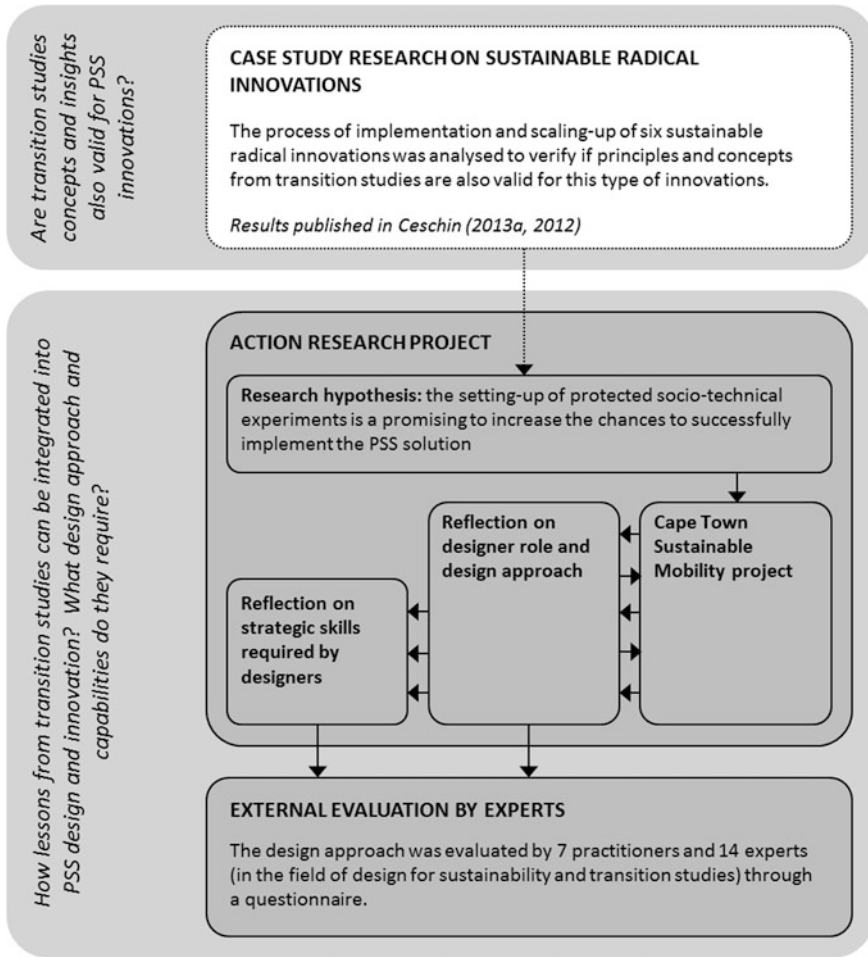 Are transition studies
concepts and insights
also valid for PSS
innovations?
CASE STUDY RESEARCH ON SUSTAINABLE RADICAL
INNOVATIONS
The process of implementation and scaling-up of six sustainable
radical innovations was analysed to verify if principles and concepts
from transition studies are also valid for this type of innovations.
Results published in Ceschin (2013a, 2012)
How lessons from transition studies can be integrated into
PSS design and innovation? What design approach and
capabilities do they require?
ACTION RESEARCH PROJECT
Research hypothesis: the setting-up of protected socio-technical
experiments is a promising to increase the chances to successfully
implement the PSS solution
Reflection on
strategic skills
required by
designers
Reflection on
designer role and
design approach
Cape Town
Sustainable
Mobility project
EXTERNAL EVALUATION BY EXPERTS
The design approach was evaluated by 7 practitioners and 14 experts
(in the field of design for sustainability and transition studies) through
a questionnaire.